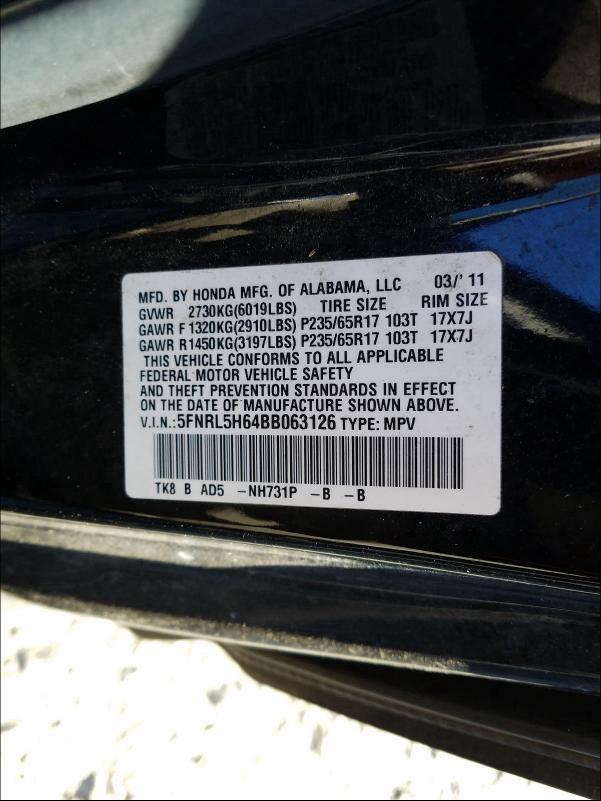 MFD. BY HONDA MFG. OF ALABAMA, LLC 03/'11
GVWR 2730KG(6019LBS) TIRE SIZE RIM SIZE
GAWR F 1320KG(2910LBS) P235/65R17 103T 17X7J
GAWR R1450KG(3197LBS) P235/65R17 103T 17X7J
THIS VEHICLE CONFORMS TO ALL APPLICABLE
FEDERAL MOTOR VEHICLE SAFETY
AND THEFT PREVENTION STANDARDS IN EFFECT
ON THE DATE OF MANUFACTURE SHOWN ABOVE.
V.I.N.:5FNRL5H64BB063126 TYPE: MPV
TK8 B AD5 -NH731P -B -B